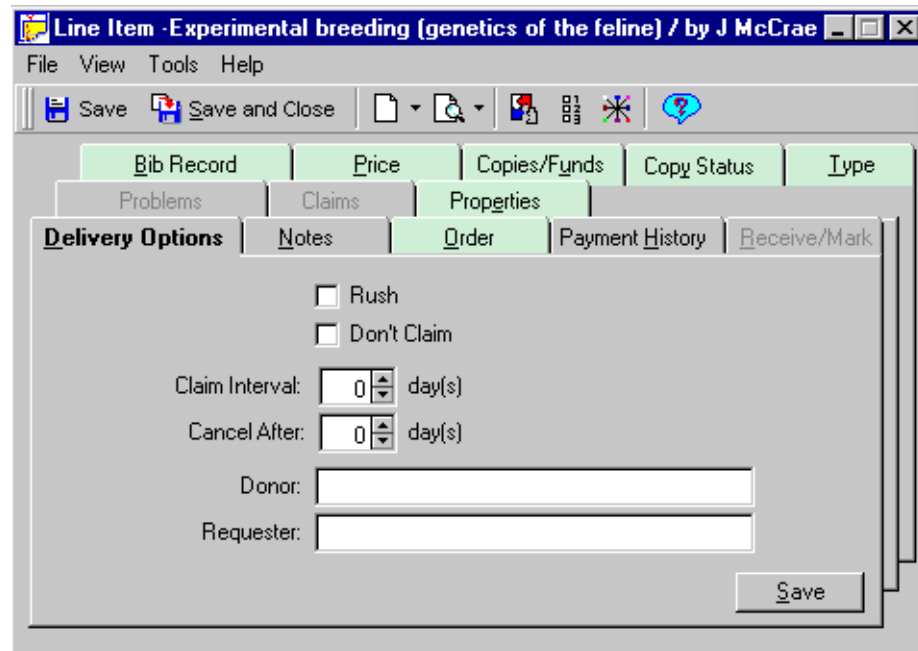 Line Item -Experimental breeding (genetics of the feline) / by J McCrae
File View Tools Help
Save Save and Close
Bib Record Price Copies/Funds Copy Status Type
Problems Claims Properties
Delivery Options Notes Order Payment History Receive/Mark
Rush
Don't Claim
Claim Interval: 0 day(s)
Cancel After: 0 day(s)
Donor:
Requester:
Save